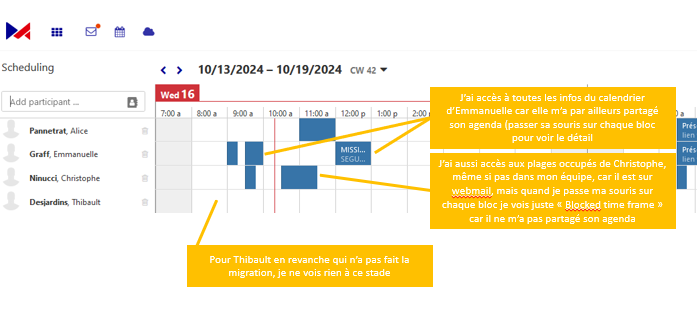 10/13/2024 – 10/19/2024 CW 42
Scheduling
Add participant ...
Wed 16
7:00 a 8:00 a 9:00 a 10:00 a 11:00 a 12:00 p 1:00 p 2:00 p
Pannetrat, Alice
Graff, Emmanuelle
Ninucci, Christophe
Desjardins, Thibault
MISSI...
SEGU...
Prés
lien
Prés
lien
J'ai accès à toutes les infos du calendrier
d'Emmanuelle car elle m'a par ailleurs partagé
son agenda (passer sa souris sur chaque bloc
pour voir le détail
J'ai aussi accès aux plages occupés de Christophe,
même si pas dans mon équipe, car il est sur
webmail, mais quand je passe ma souris sur
chaque bloc je vois juste « Blocked time frame »
car il ne m'a pas partagé son agenda
Pour Thibault en revanche qui n'a pas fait la
migration, je ne vois rien à ce stade